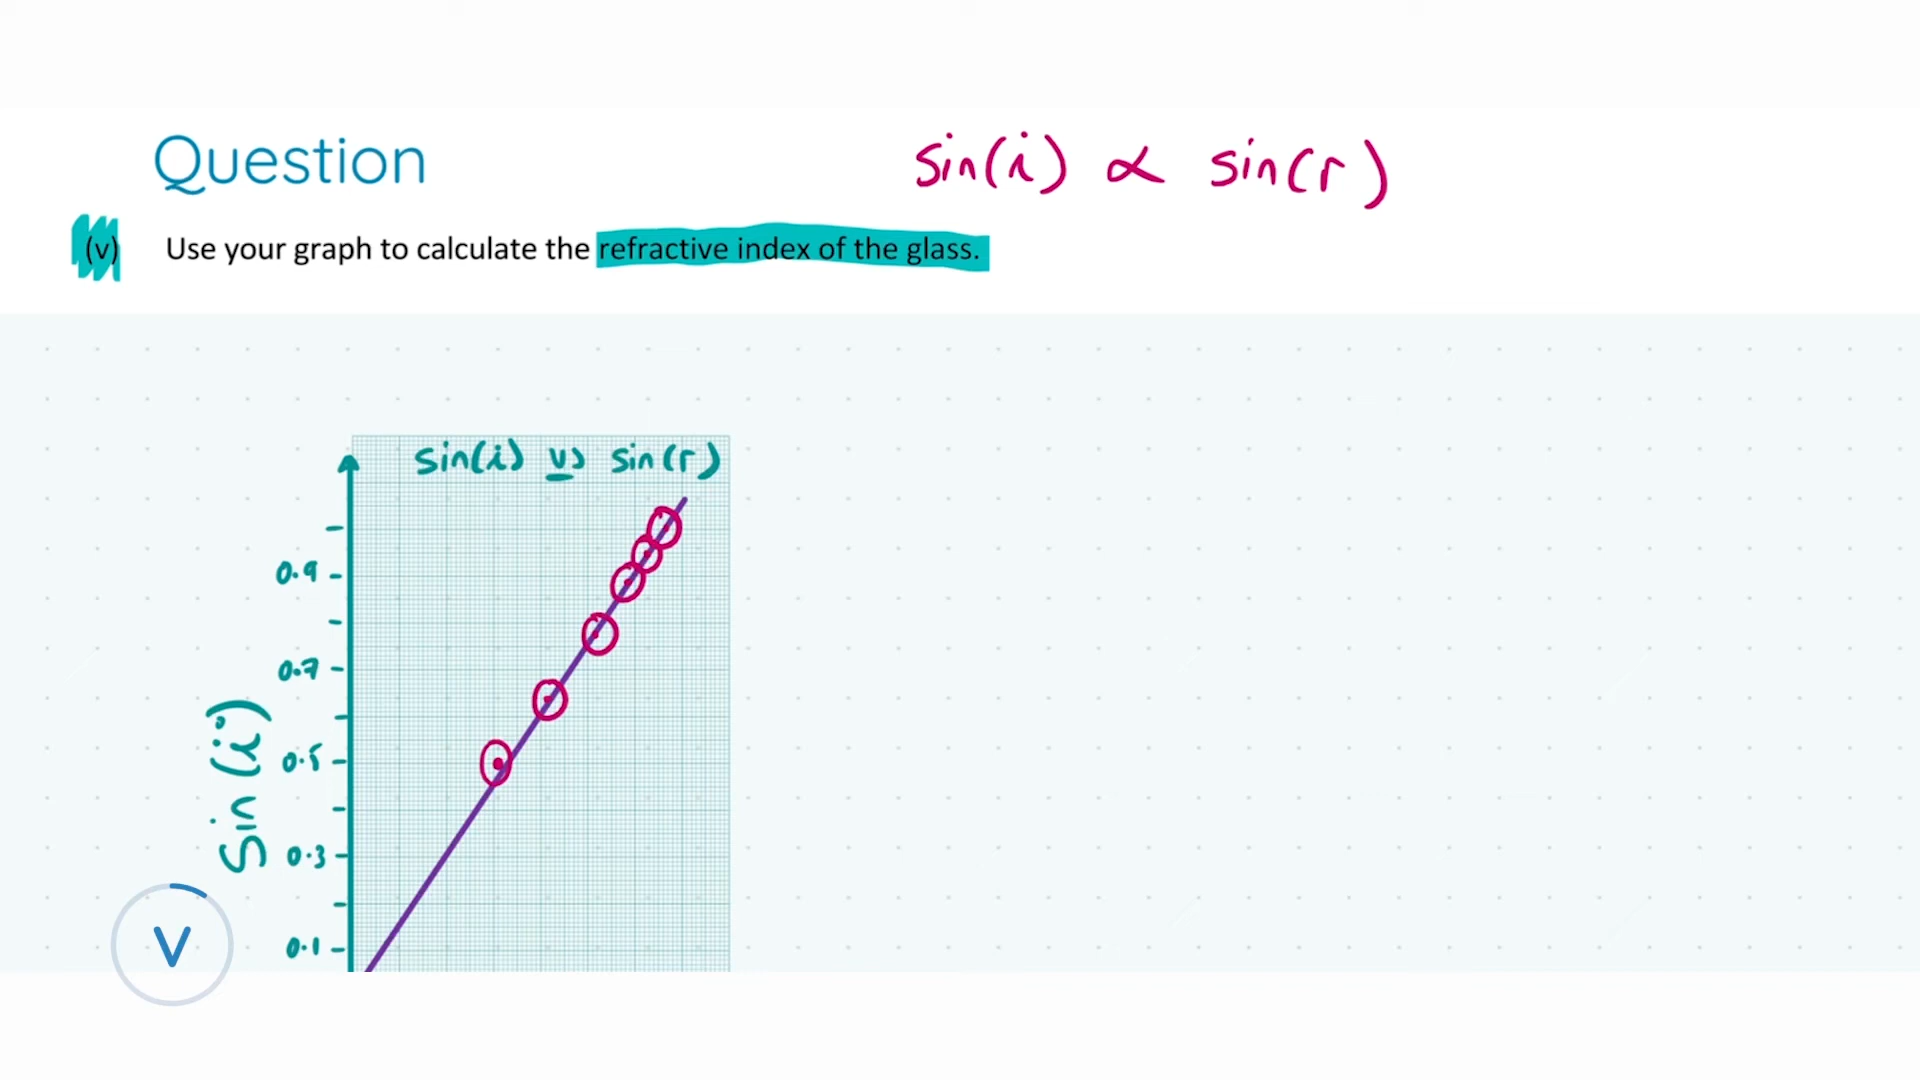 Question
sin(i) ∝ sin(r)
(v) Use your graph to calculate the refractive index of the glass.
sin(i) vs sin(r)
0.9
0.7
0.5
0.3
0.1
Sin (i)
V